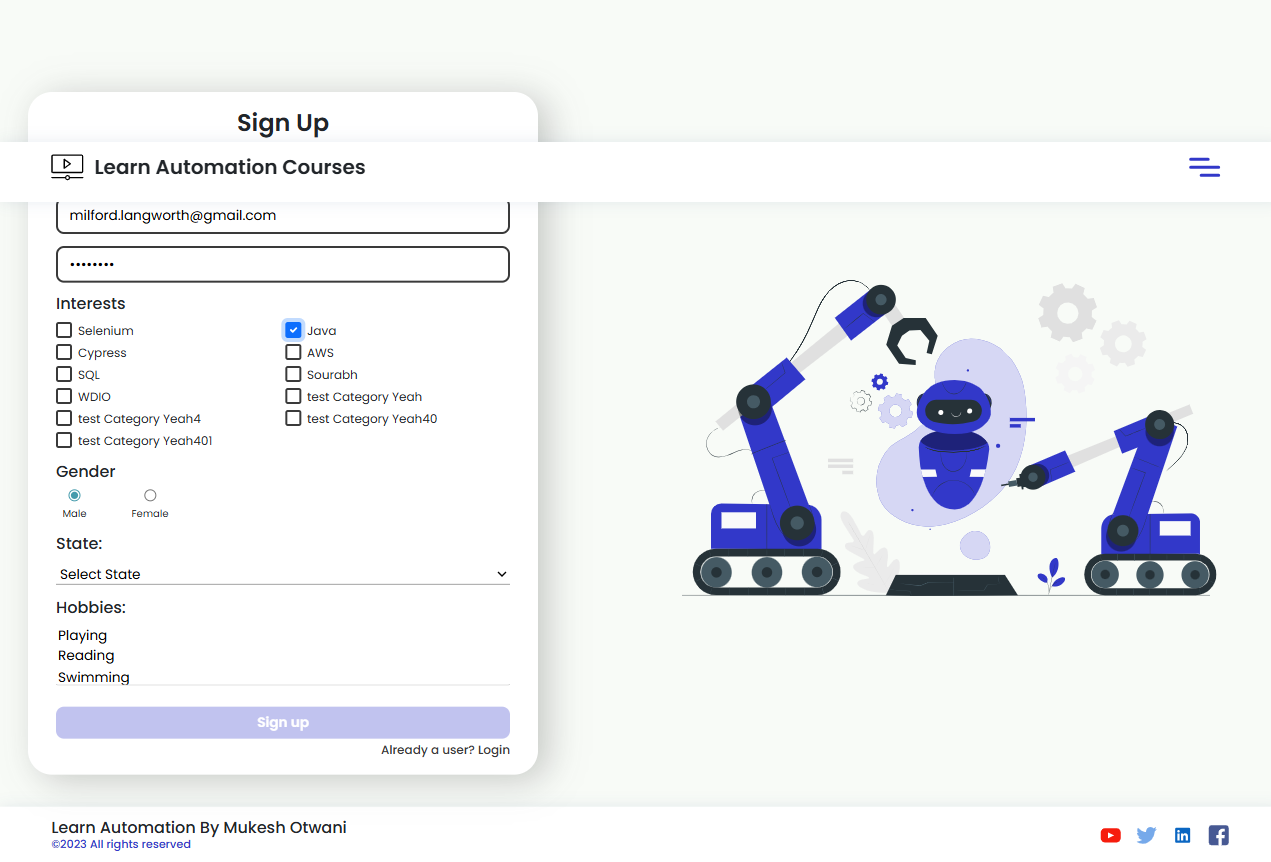 Sign Up
Learn Automation Courses
milford.langworth@gmail.com
••••••••
Interests
Selenium
Java
Cypress
AWS
SQL
Sourabh
WDIO
test Category Yeah
test Category Yeah4
test Category Yeah40
test Category Yeah401
Gender
Male
Female
State:
Select State
Hobbies:
Playing
Reading
Swimming
Sign up
Already a user? Login
Learn Automation By Mukesh Otwani
©2023 All rights reserved